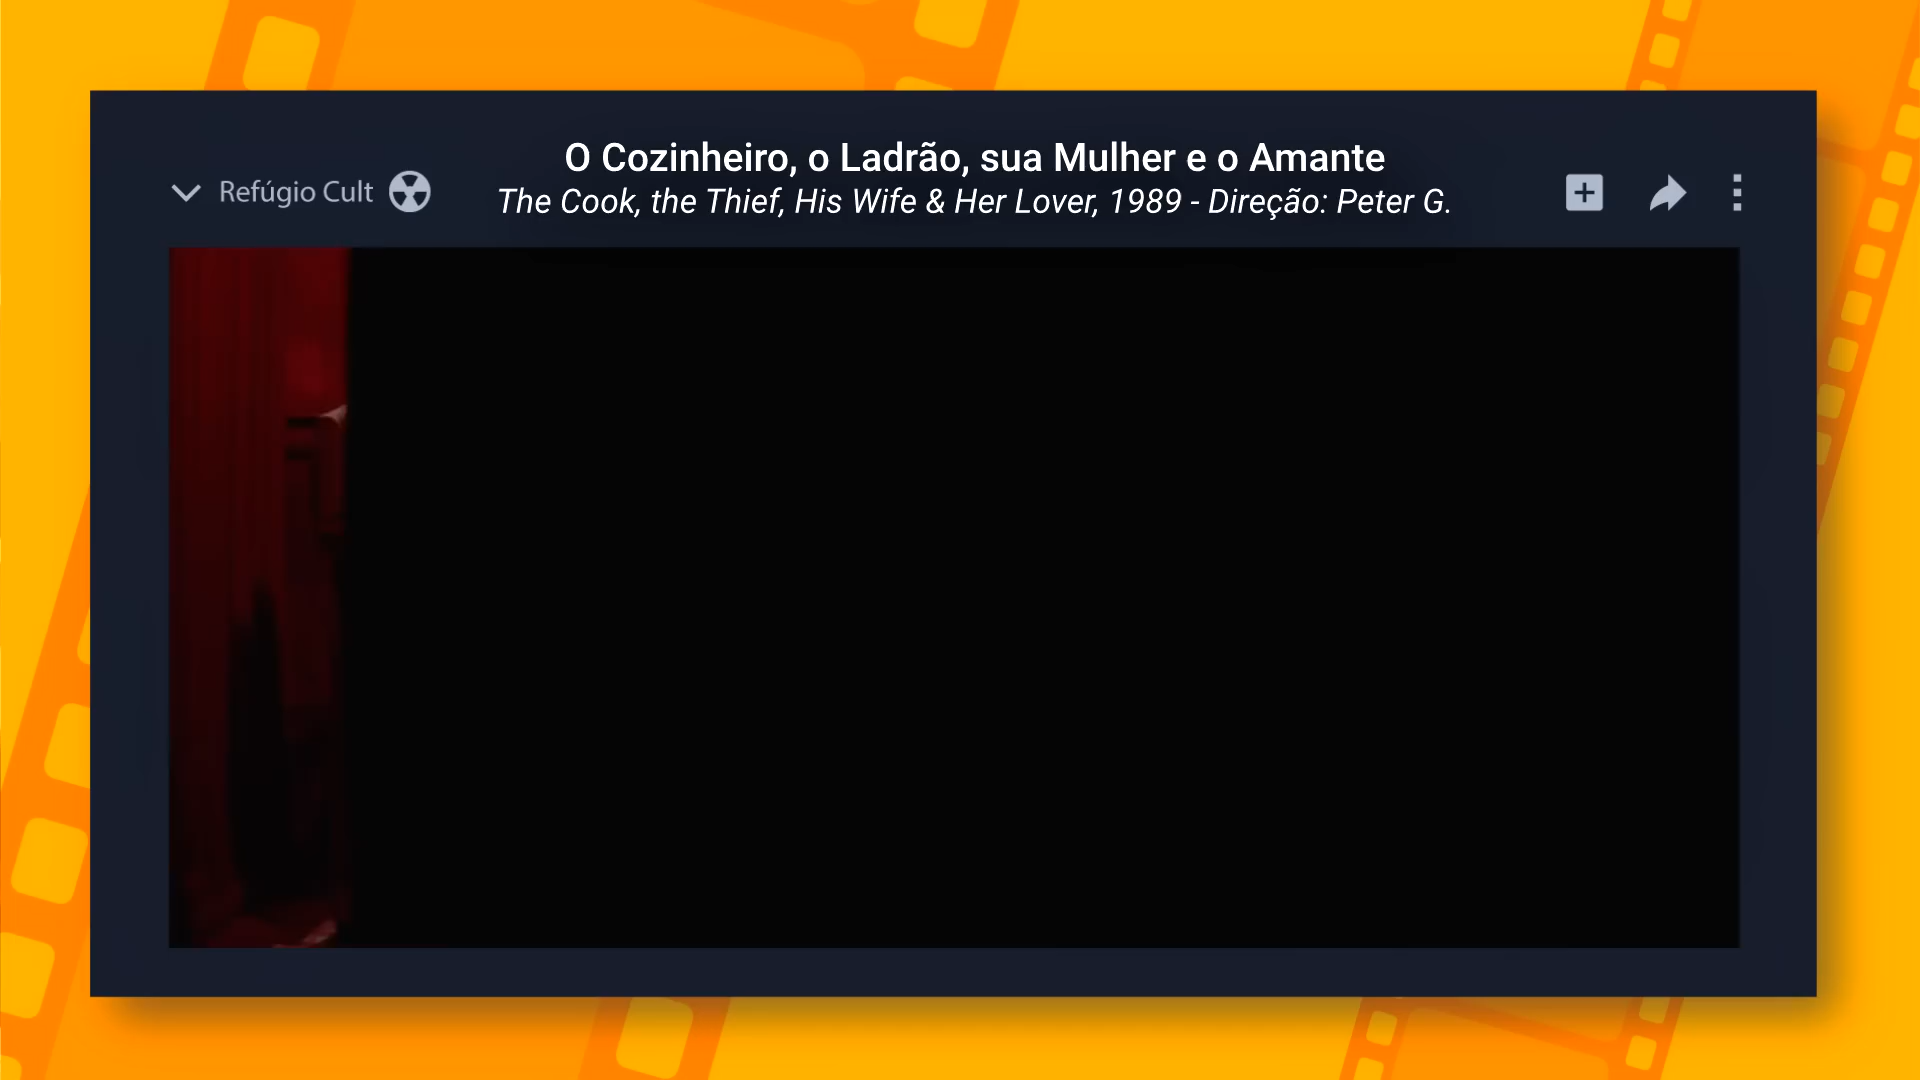 O Cozinheiro, o Ladrão, sua Mulher e o Amante
Refúgio Cult
The Cook, the Thief, His Wife & Her Lover, 1989 - Direção: Peter G.